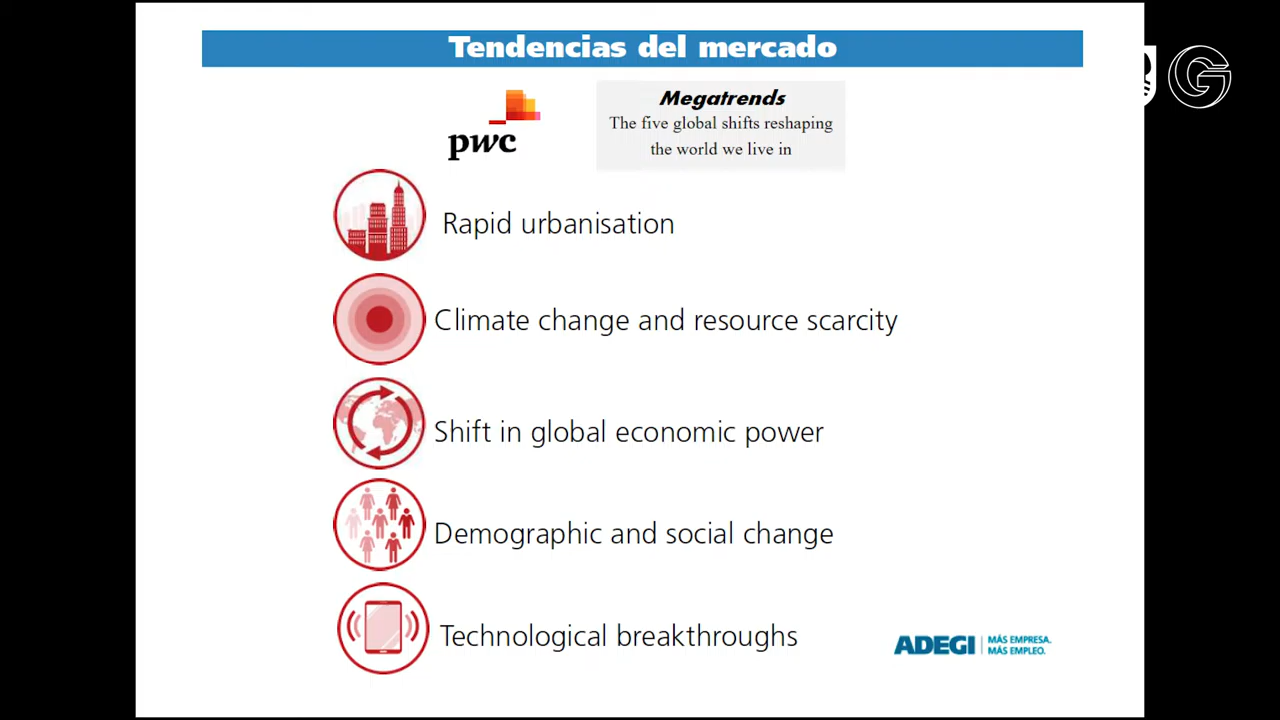 Tendencias del mercado
pwc
Megatrends
The five global shifts reshaping
the world we live in
Rapid urbanisation
Climate change and resource scarcity
Shift in global economic power
Demographic and social change
Technological breakthroughs
ADEGI
MÁS EMPRESA.
MÁS EMPLEO.
G